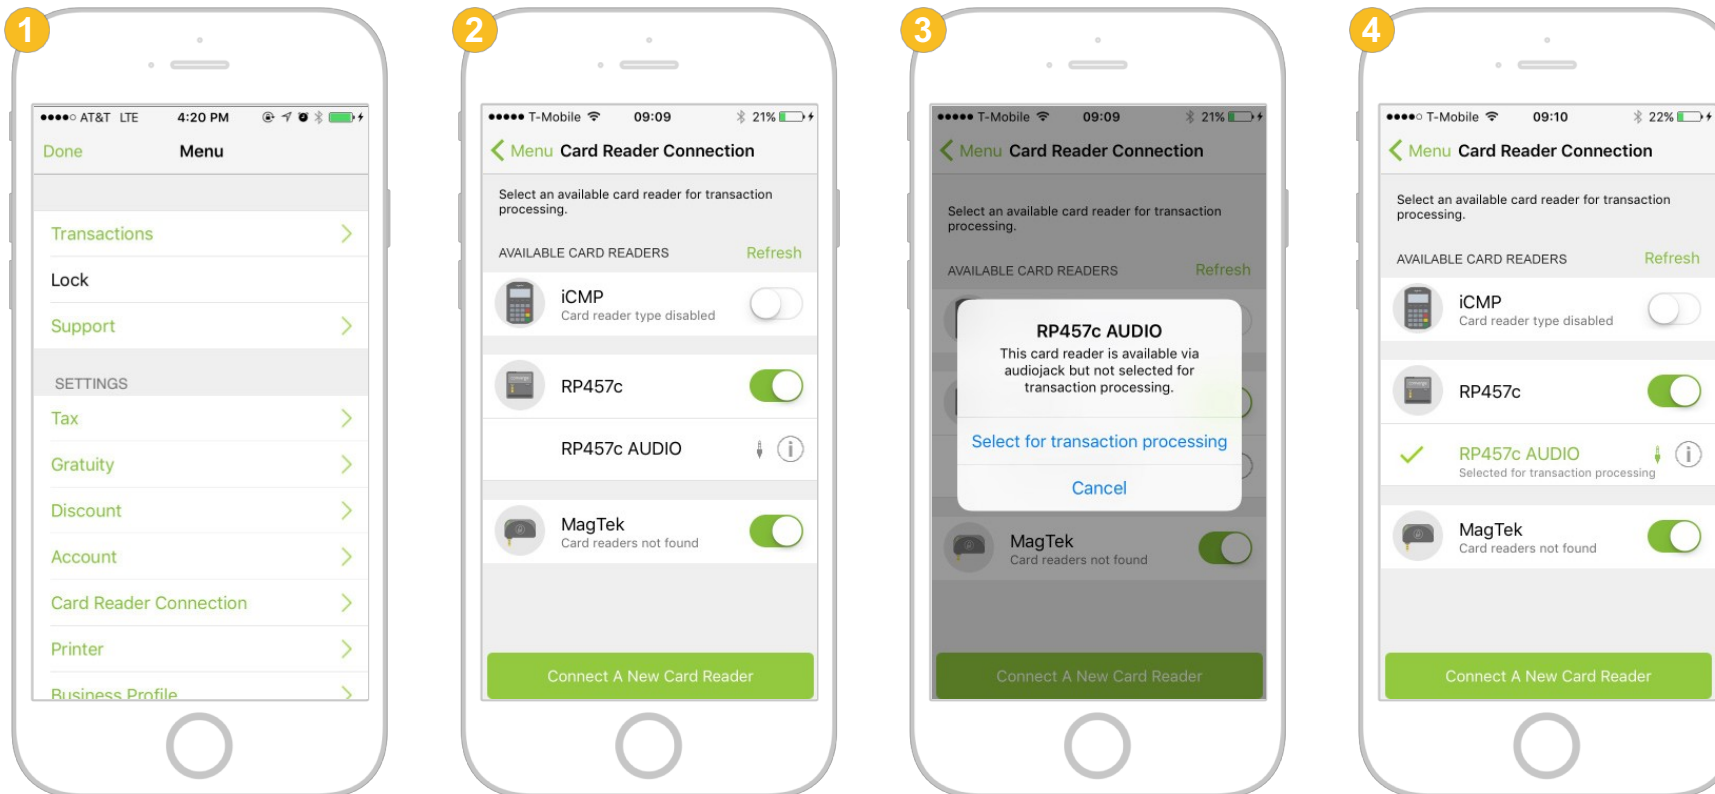 1
●●●●○ AT&T LTE 4:20 PM
Done Menu
Transactions
Lock
Support
SETTINGS
Tax
Gratuity
Discount
Account
Card Reader Connection
Printer
Business Profile
2
●●●●● T-Mobile 09:09 21%
Menu Card Reader Connection
Select an available card reader for transaction
processing.
AVAILABLE CARD READERS Refresh
iCMP
Card reader type disabled
RP457c
RP457c AUDIO
MagTek
Card readers not found
Connect A New Card Reader
3
●●●●● T-Mobile 09:09 21%
Menu Card Reader Connection
Select an available card reader for transaction
processing.
AVAILABLE CARD READERS Refresh
RP457c AUDIO
This card reader is available via
audiojack but not selected for
transaction processing.
Select for transaction processing
Cancel
MagTek
Card readers not found
Connect A New Card Reader
4
●●●●○ T-Mobile 09:10 22%
Menu Card Reader Connection
Select an available card reader for transaction
processing.
AVAILABLE CARD READERS Refresh
iCMP
Card reader type disabled
RP457c
RP457c AUDIO
Selected for transaction processing
MagTek
Card readers not found
Connect A New Card Reader